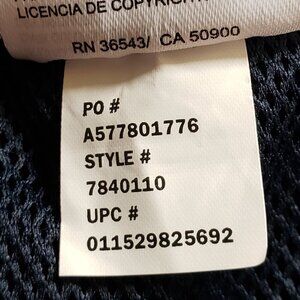 LICENCIA DE COPYRIGHT
RN 36543/ CA 50900
PO #
A577801776
STYLE #
7840110
UPC #
011529825692